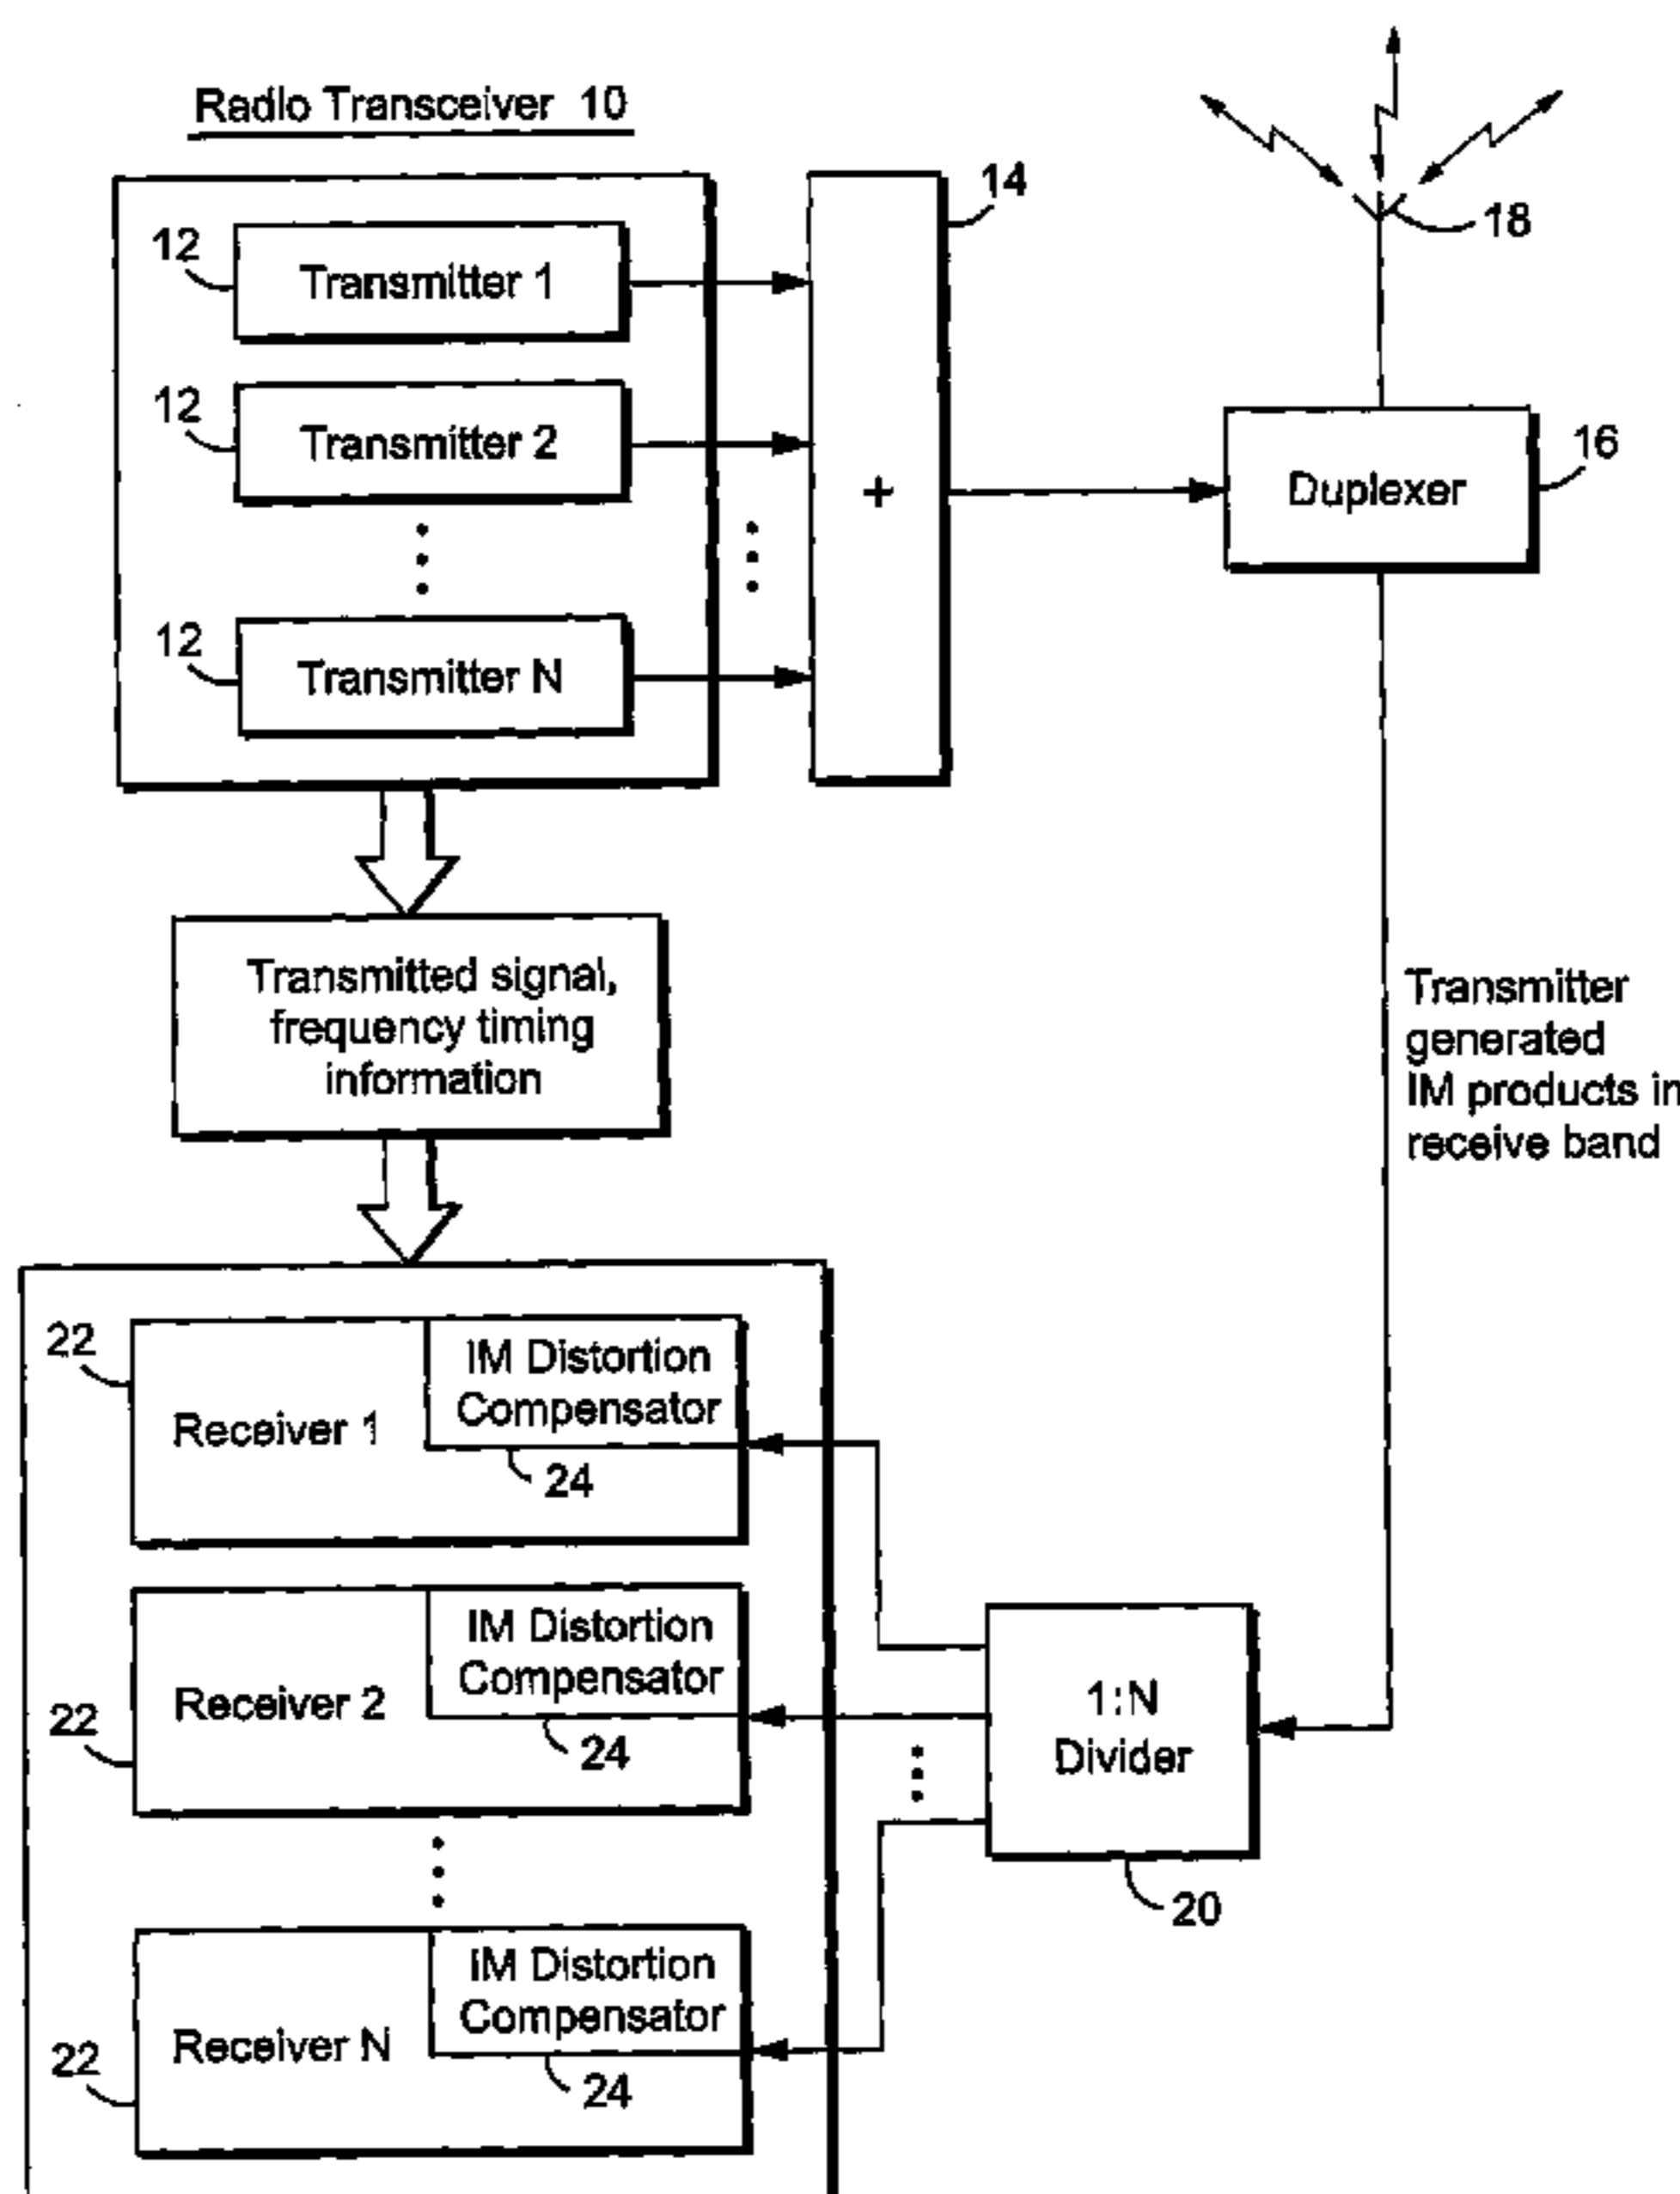 Radio Transceiver 10
12
Transmitter 1
12
Transmitter 2
12
Transmitter N
14
+
18
16
Duplexer
Transmitted signal,
frequency timing
information
Transmitter
generated
IM products in
receive band
22
Receiver 1
IM Distortion
Compensator
24
22
Receiver 2
IM Distortion
Compensator
24
22
Receiver N
IM Distortion
Compensator
24
1:N
Divider
20